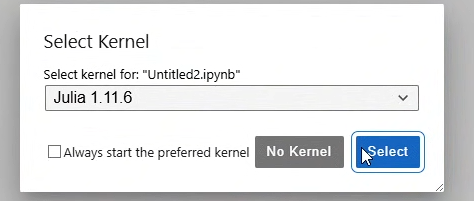 Select Kernel
Select kernel for: "Untitled2.ipynb"
Julia 1.11.6
Always start the preferred kernel No Kernel Select